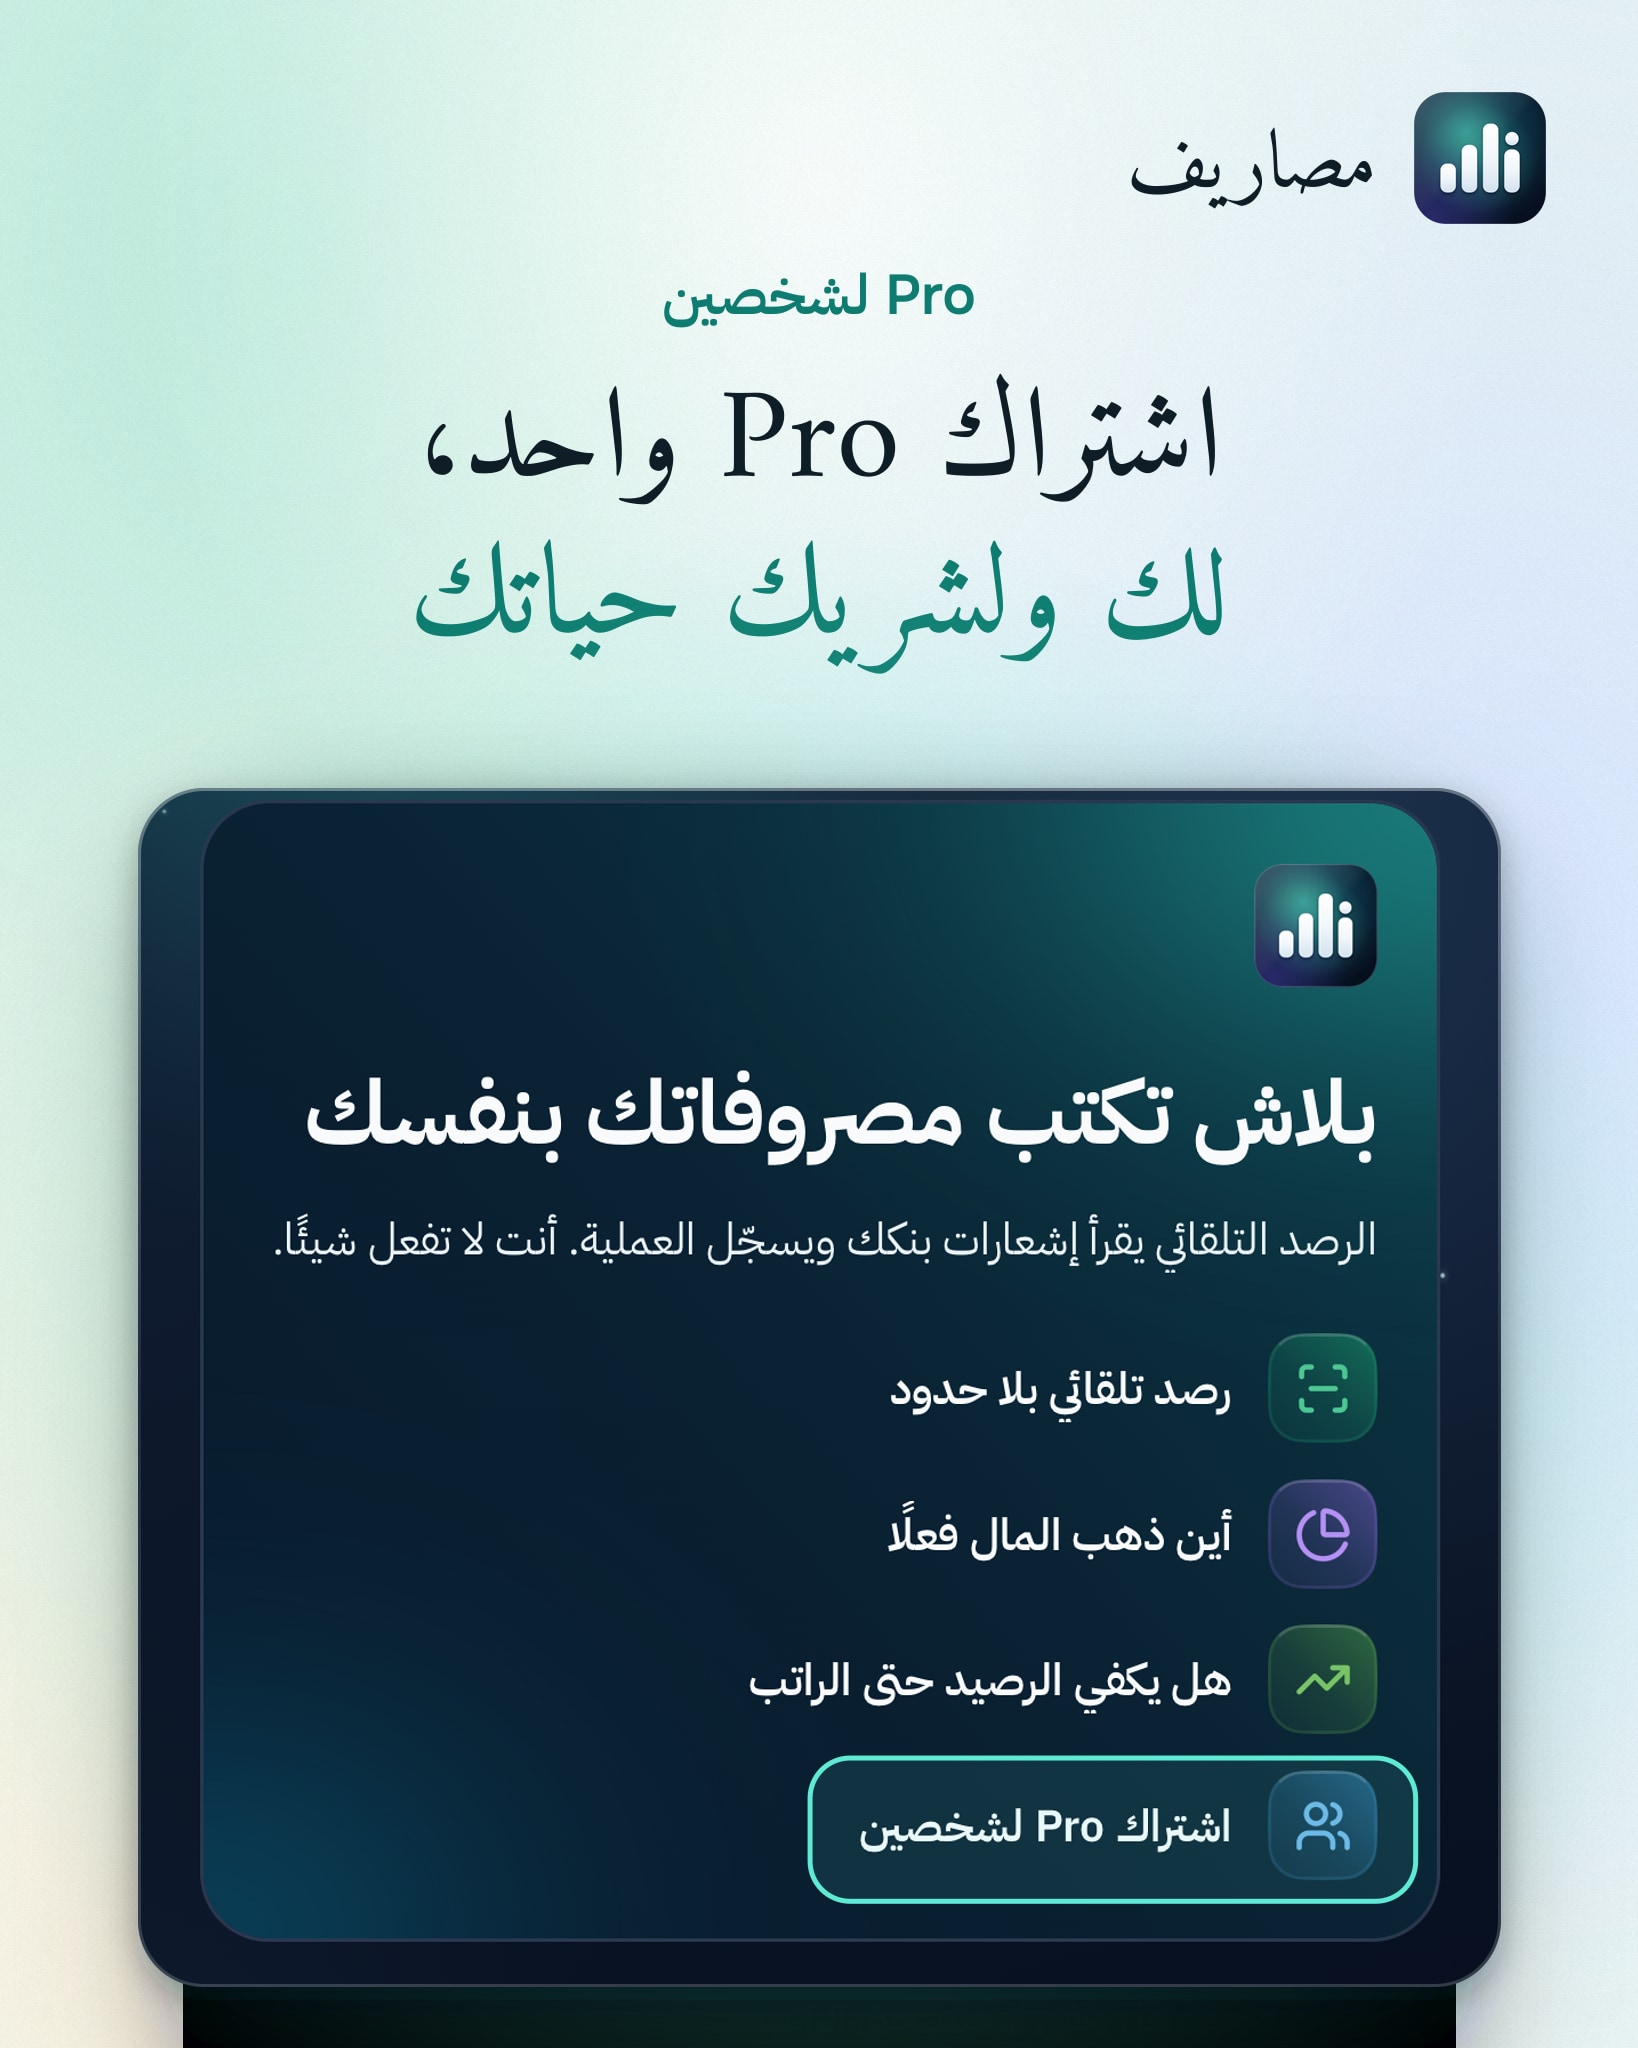 مصاريف
Pro لشخصين
اشتراك Pro واحد،
لك ولشريك حياتك
بلاش تكتب مصروفاتك بنفسك
الرصد التلقائي يقرأ إشعارات بنكك ويسجّل العملية. أنت لا تفعل شيئًا.
رصد تلقائي بلا حدود
أين ذهب المال فعلًا
هل يكفي الرصيد حتى الراتب
اشتراك Pro لشخصين